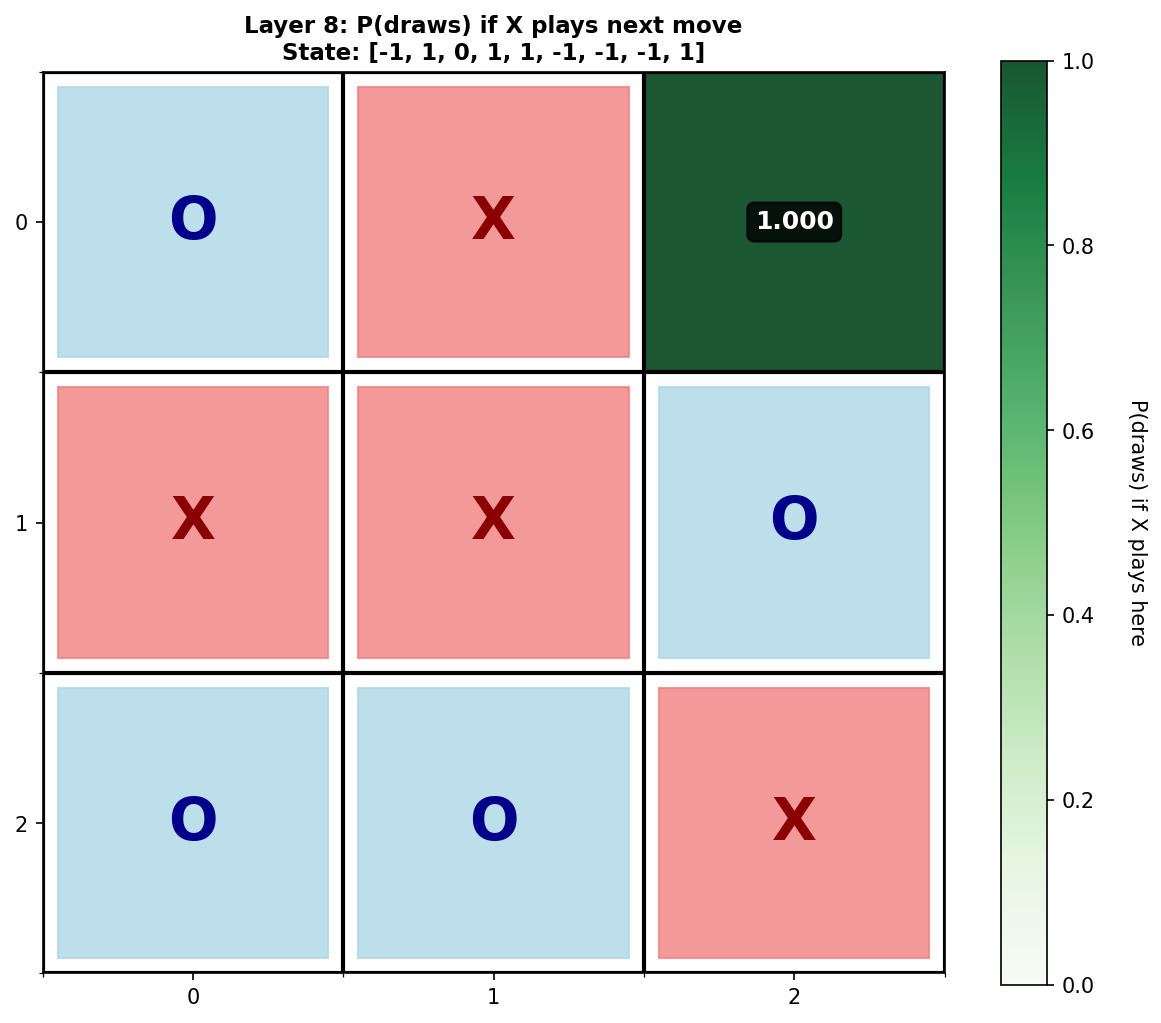 Layer 8: P(draws) if X plays next move
State: [-1, 1, 0, 1, 1, -1, -1, -1, 1]
O X 1.000
X X O
O O X
0
1
2
0 1 2
1.0
0.8
0.6
0.4
0.2
0.0
P(draws) if X plays here